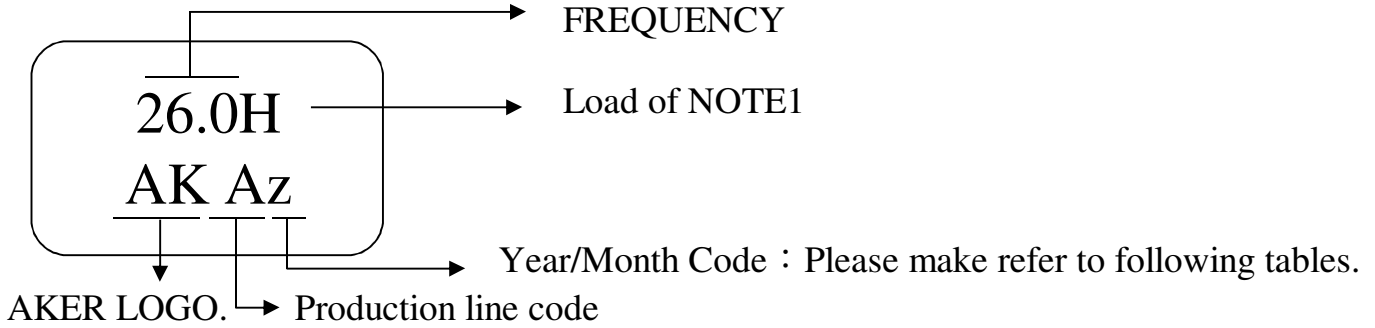 FREQUENCY
26.0H
Load of NOTE1
AK Az
Year/Month Code：Please make refer to following tables.
AKER LOGO.
Production line code